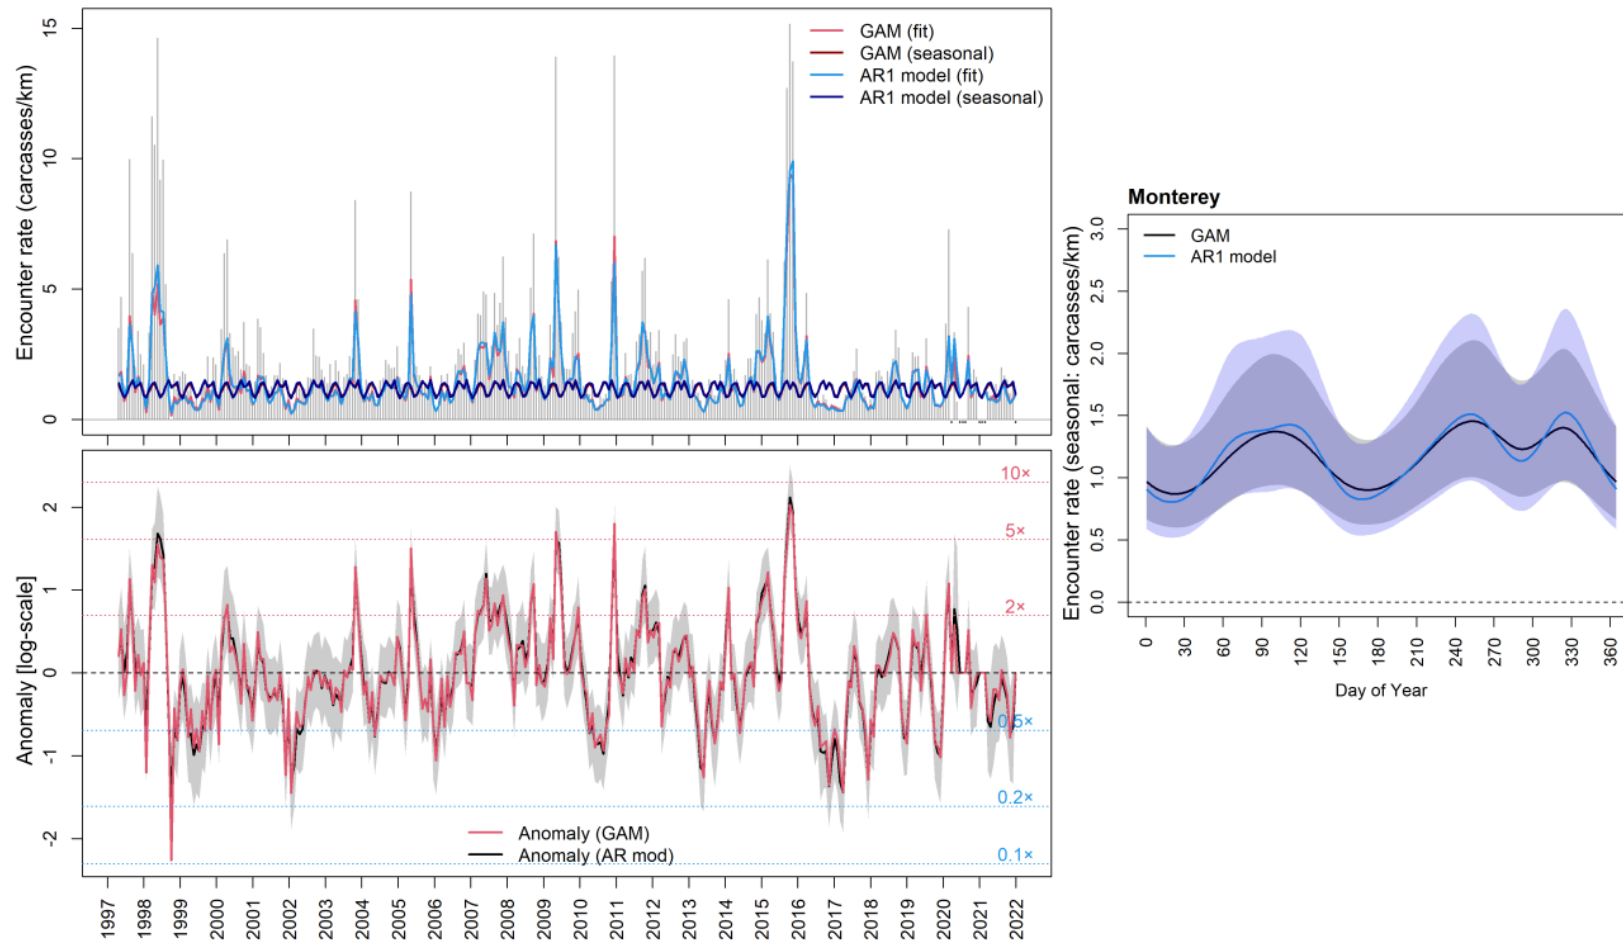 15
10
5
0
Encounter rate (carcasses/km)
GAM (fit)
GAM (seasonal)
AR1 model (fit)
AR1 model (seasonal)
2
1
0
-1
-2
Anomaly [log-scale]
10×
5×
2×
0.5×
0.2×
0.1×
Anomaly (GAM)
Anomaly (AR mod)
1997 1998 1999 2000 2001 2002 2003 2004 2005 2006 2007 2008 2009 2010 2011 2012 2013 2014 2015 2016 2017 2018 2019 2020 2021 2022
Monterey
GAM
AR1 model
3.0
2.5
2.0
1.5
1.0
0.5
0.0
Encounter rate (seasonal: carcasses/km)
0 30 60 90 120 150 180 210 240 270 300 330 360
Day of Year